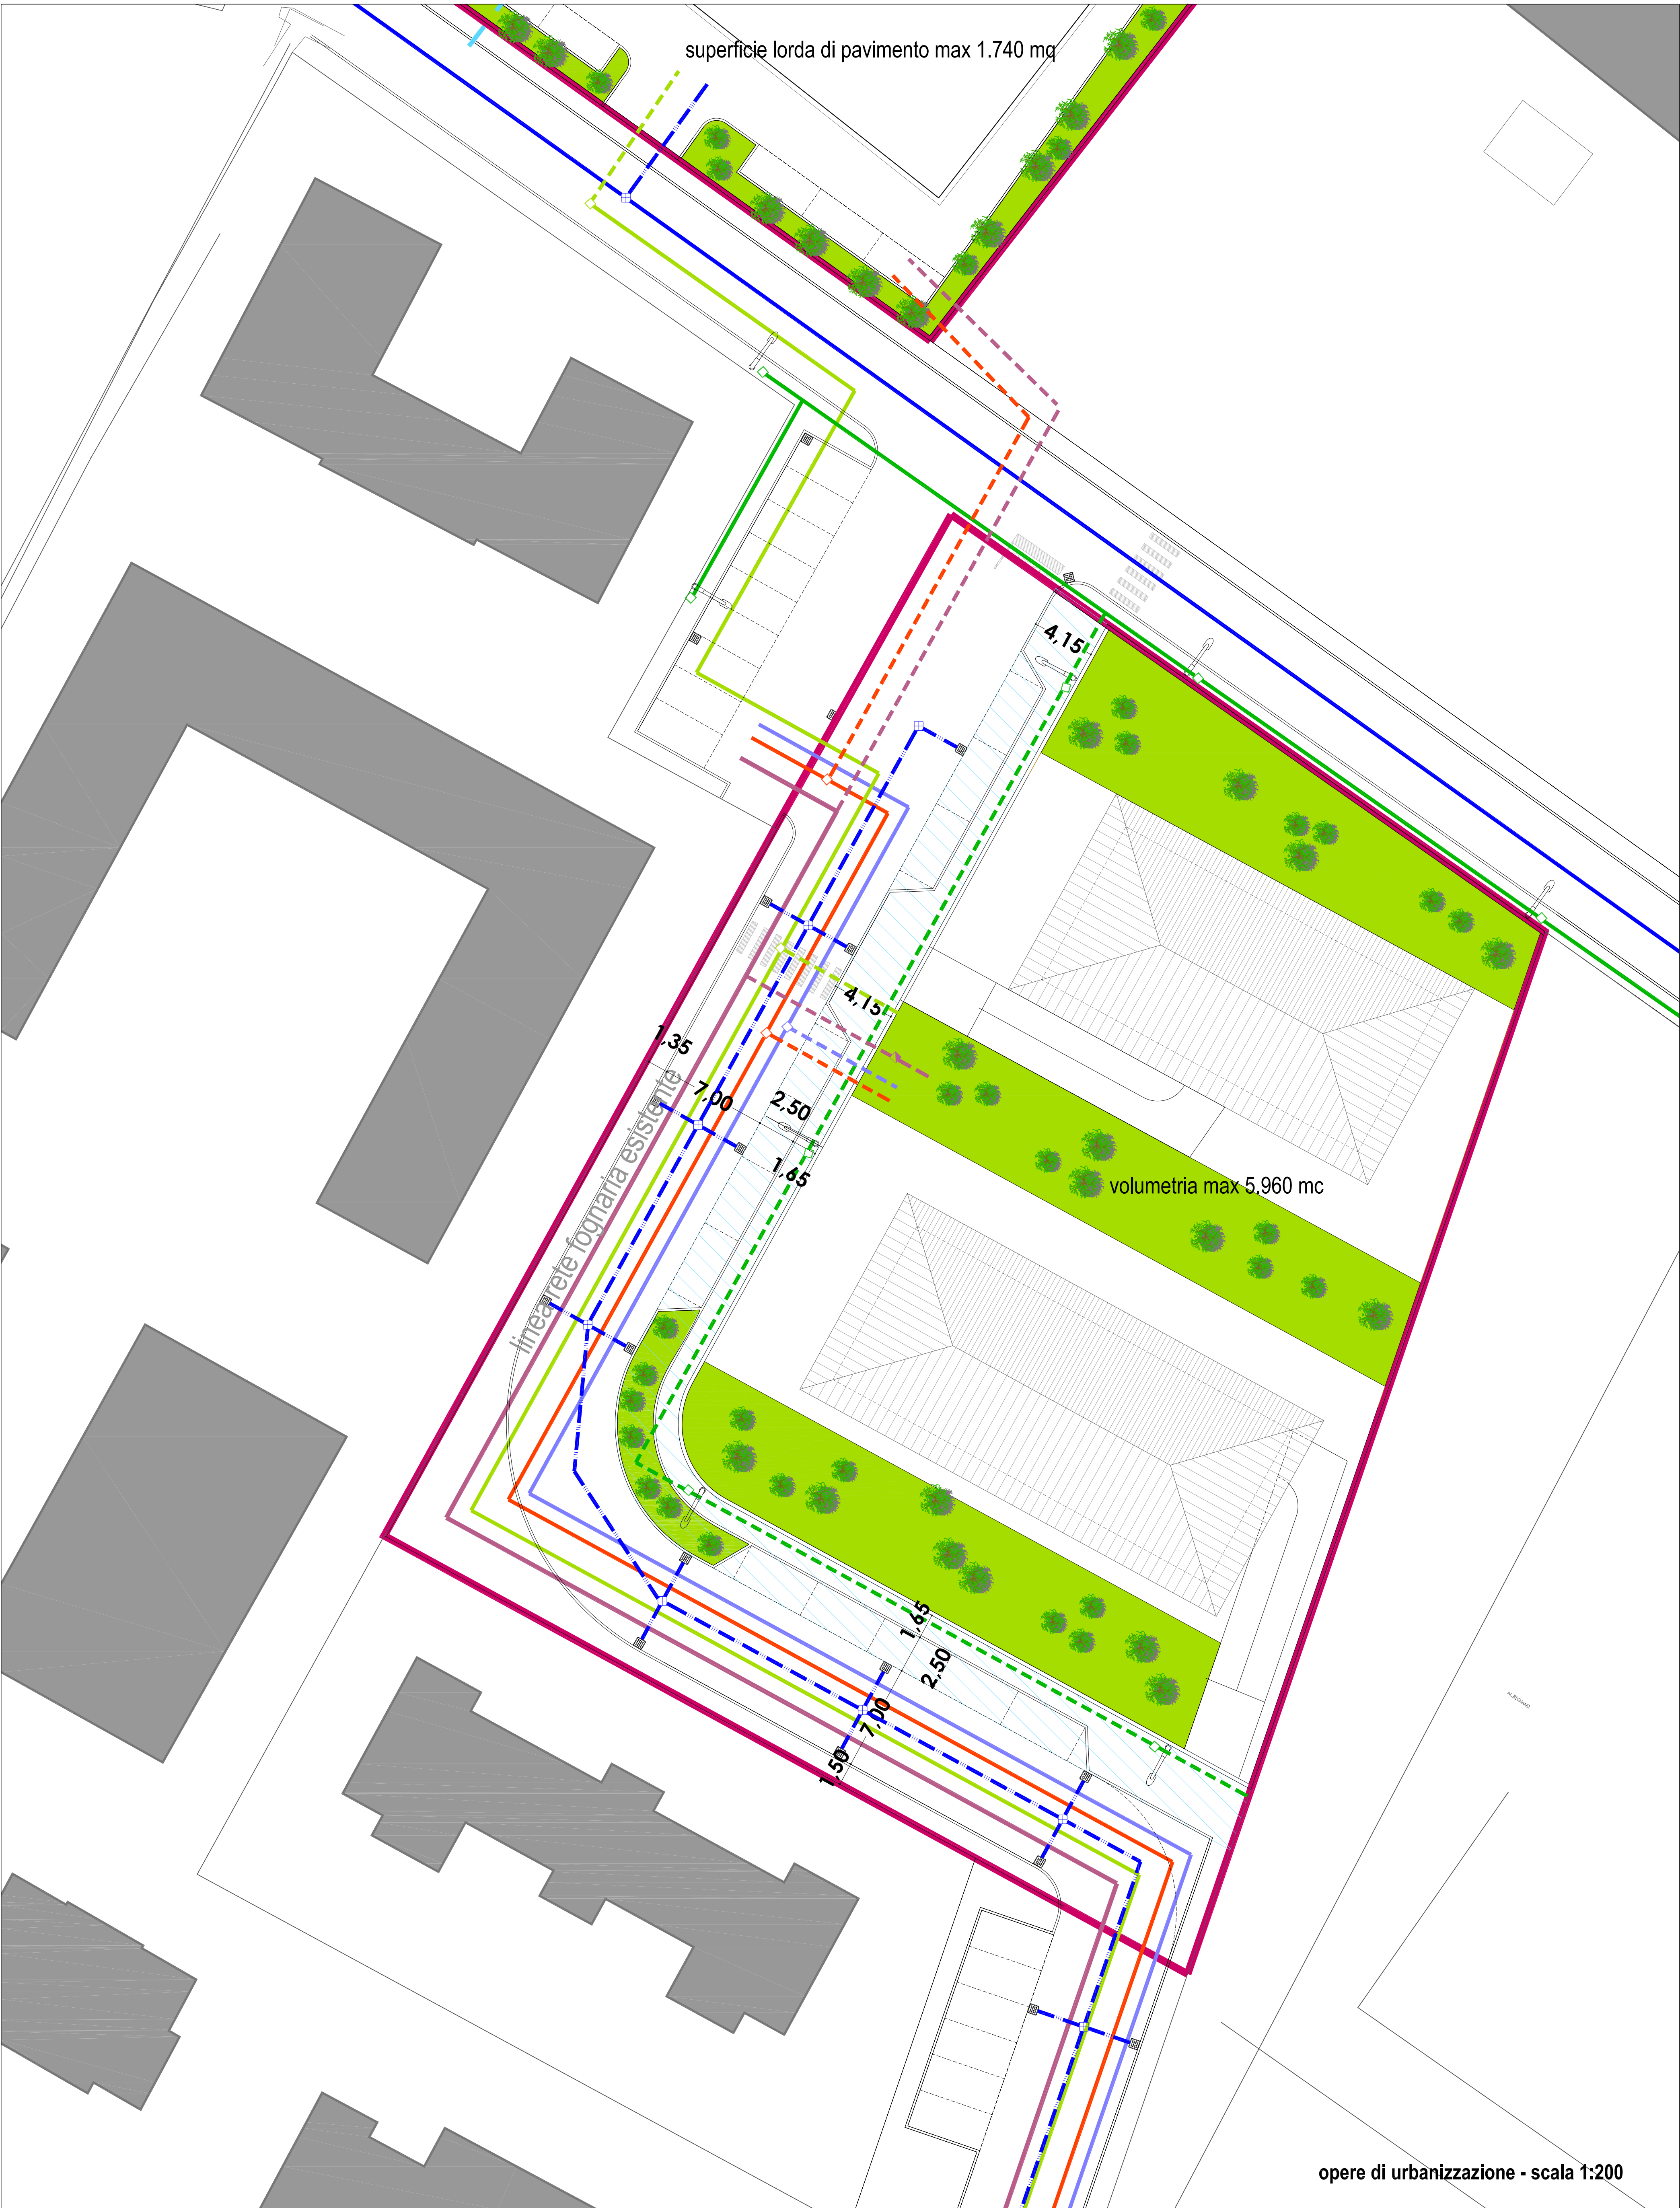 superficie lorda di pavimento max 1.740 mq
4,15
4,15
1,35
7,00
2,50
1,65
linea rete fognaria esistente
volumetria max 5.960 mc
1,65
2,50
7,00
1,50
opere di urbanizzazione - scala 1:200